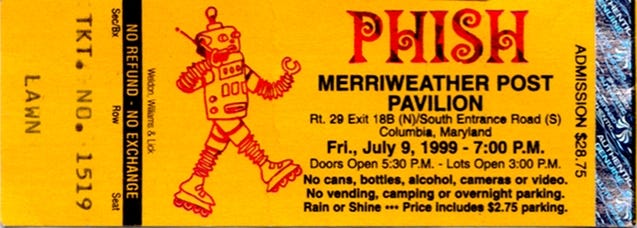 PHISH
MERRIWEATHER POST
PAVILION
Rt. 29 Exit 18B (N)/South Entrance Road (S)
Columbia, Maryland
Fri., July 9, 1999 - 7:00 P.M.
Doors Open 5:30 P.M. - Lots Open 3:00 P.M.
No cans, bottles, alcohol, cameras or video.
No vending, camping or overnight parking.
Rain or Shine ••• Price includes $2.75 parking.
ADMISSION $28.75
Weldon, Williams & Lick
NO REFUND - NO EXCHANGE
Sec/Bx Row Seat
TKT. NO. 1519
LAWN
AUTHENTIC